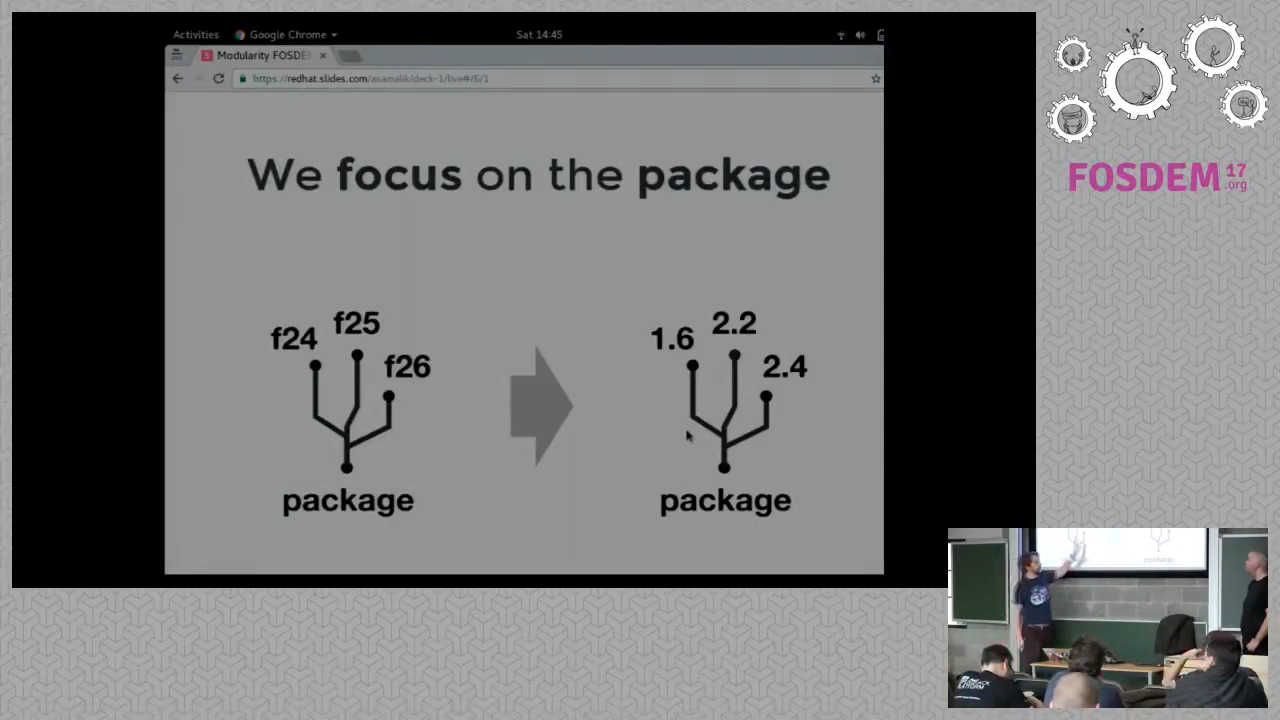 Activities Google Chrome Sat 14:45
Modularity FOSDE
https://redhat.slides.com/asamalik/deck-1/live#/6/1
We focus on the package
f24 f25 f26
1.6 2.2 2.4
package
package
FOSDEM 17
.org